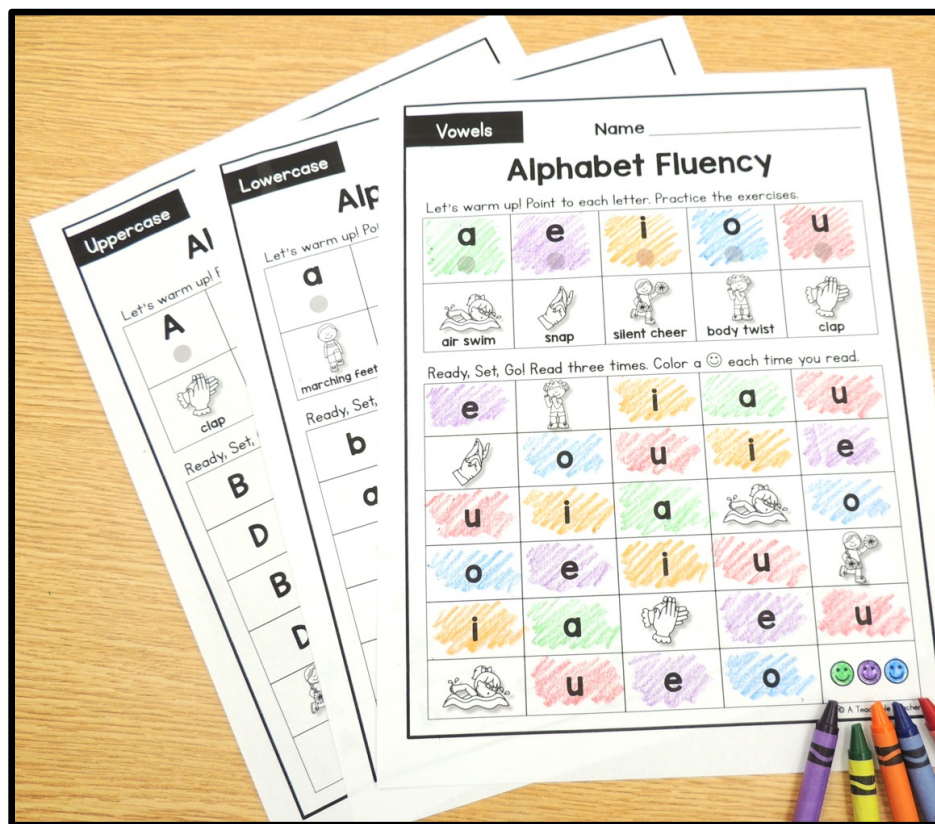 Uppercase
Al
Let's warm up!
A
clap
Ready, Set,
B
D
B
D
Lowercase
Alp
Let's warm up! Po
a
marching feet
Ready, Set,
b
a
Vowels
Name
Alphabet Fluency
Let's warm up! Point to each letter. Practice the exercises.
a e i o u
air swim snap silent cheer body twist clap
Ready, Set, Go! Read three times. Color a ☺ each time you read.
e i a u
o u i e
u i a o
o e i u
i a e u
u e o
© A Teac